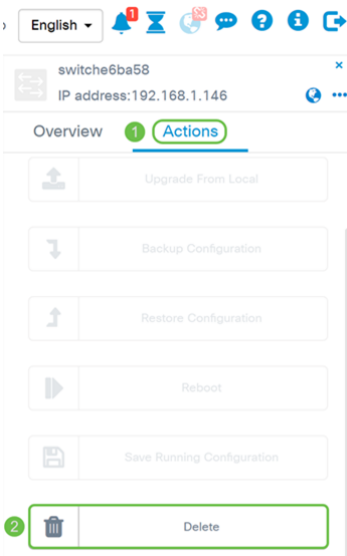 English
1
switche6ba58
IP address:192.168.1.146
Overview
1
Actions
Upgrade From Local
Backup Configuration
Restore Configuration
Reboot
Save Running Configuration
2
Delete